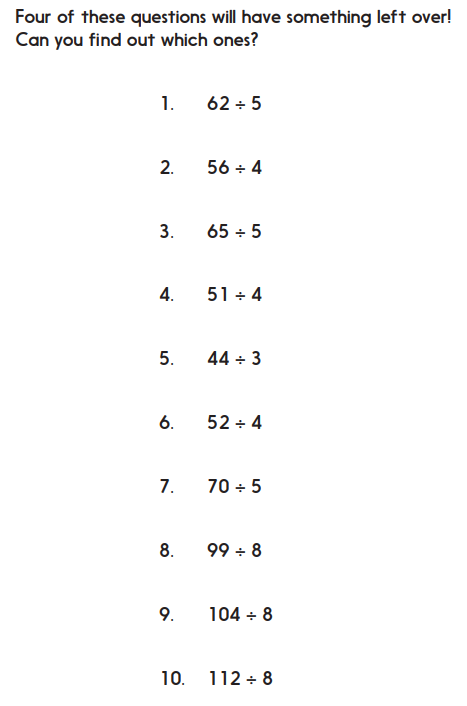 Four of these questions will have something left over!
Can you find out which ones?
1. 62 ÷ 5
2. 56 ÷ 4
3. 65 ÷ 5
4. 51 ÷ 4
5. 44 ÷ 3
6. 52 ÷ 4
7. 70 ÷ 5
8. 99 ÷ 8
9. 104 ÷ 8
10. 112 ÷ 8